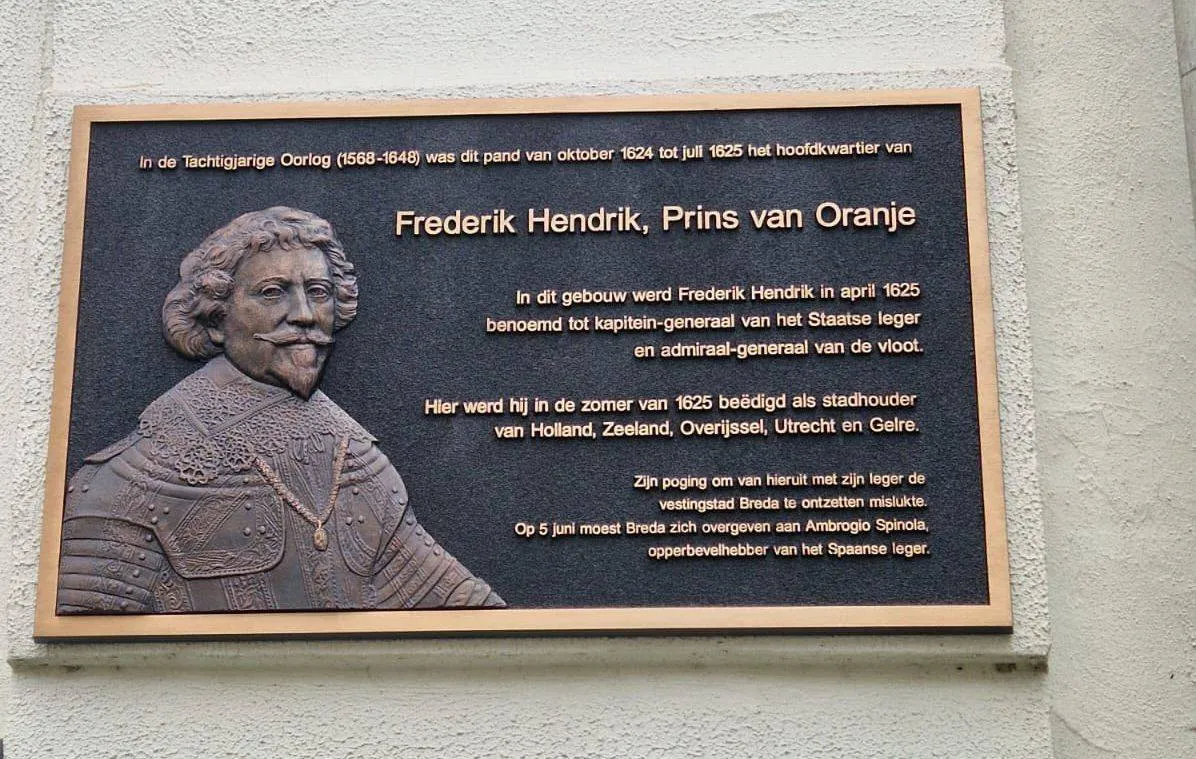 In de Tachtigjarige Oorlog (1568-1648) was dit pand van oktober 1624 tot juli 1625 het hoofdkwartier van
Frederik Hendrik, Prins van Oranje
In dit gebouw werd Frederik Hendrik in april 1625
benoemd tot kapitein-generaal van het Staatse leger
en admiraal-generaal van de vloot.
Hier werd hij in de zomer van 1625 beëdigd als stadhouder
van Holland, Zeeland, Overijssel, Utrecht en Gelre.
Zijn poging om van hieruit met zijn leger de
vestingstad Breda te ontzetten mislukte.
Op 5 juni moest Breda zich overgeven aan Ambrogio Spinola,
opperbevelhebber van het Spaanse leger.